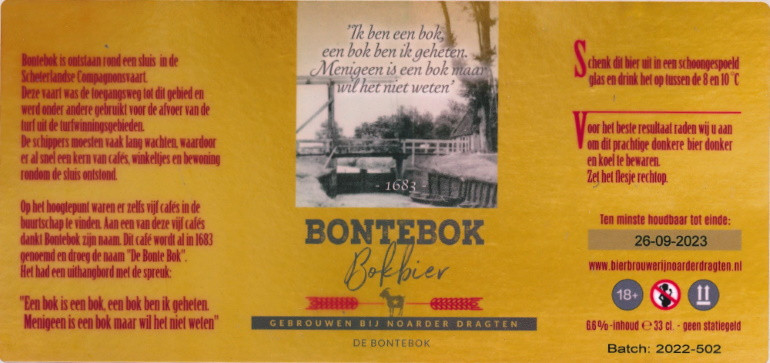 Bontebok is ontstaan rond een sluis in de
Schoterlandse Compagnonsvaart.
Deze vaart was de toegangsweg tot dit gebied en
werd onder andere gebruikt voor de afvoer van de
turf uit de turfwinningsgebieden.
De schippers moesten vaak lang wachten, waardoor
er al snel een kern van cafés, winkeltjes en bewoning
rondom de sluis ontstond.
Op het hoogtepunt waren er zelfs vijf cafés in de
buurtschap te vinden. Aan een van deze vijf cafés
dankt Bontebok zijn naam. Dit café wordt al in 1683
genoemd en droeg de naam "De Bonte Bok".
Het had een uithangbord met de spreuk:
"Een bok is een bok, een bok ben ik geheten.
Menigeen is een bok maar wil het niet weten"
'Ik ben een bok,
een bok ben ik geheten.
Menigeen is een bok maar
wil het niet weten'
- 1683 -
BONTEBOK
Bokbier
GEBROUWEN BIJ NOARDER DRAGTEN
DE BONTEBOK
Schenk dit bier uit in een schoongespoeld
glas en drink het op tussen de 8 en 10 °C
Voor het beste resultaat raden wij u aan
om dit prachtige donkere bier donker
en koel te bewaren.
Zet het flesje rechtop.
Ten minste houdbaar tot einde:
26-09-2023
www.bierbrouwerijnoarderdragten.nl
18+
6.6%-inhoud ℮ 33 cl. - geen statiegeld
Batch: 2022-502